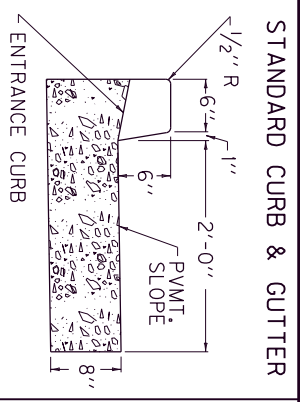 STANDARD CURB & GUTTER
1/2" R
6"
1"
2'-0"
6"
PVMT.
SLOPE
8"
ENTRANCE CURB